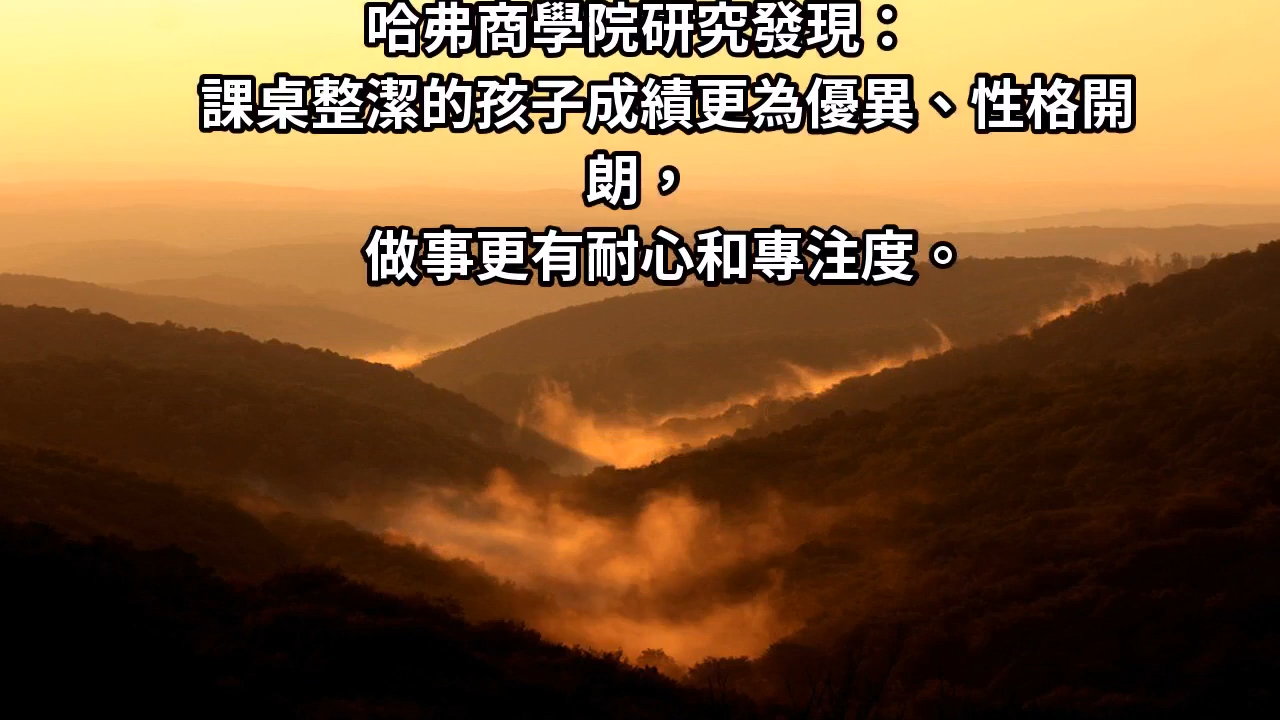 哈弗商學院研究發現：
課桌整潔的孩子成績更為優異、性格開
朗，
做事更有耐心和專注度。